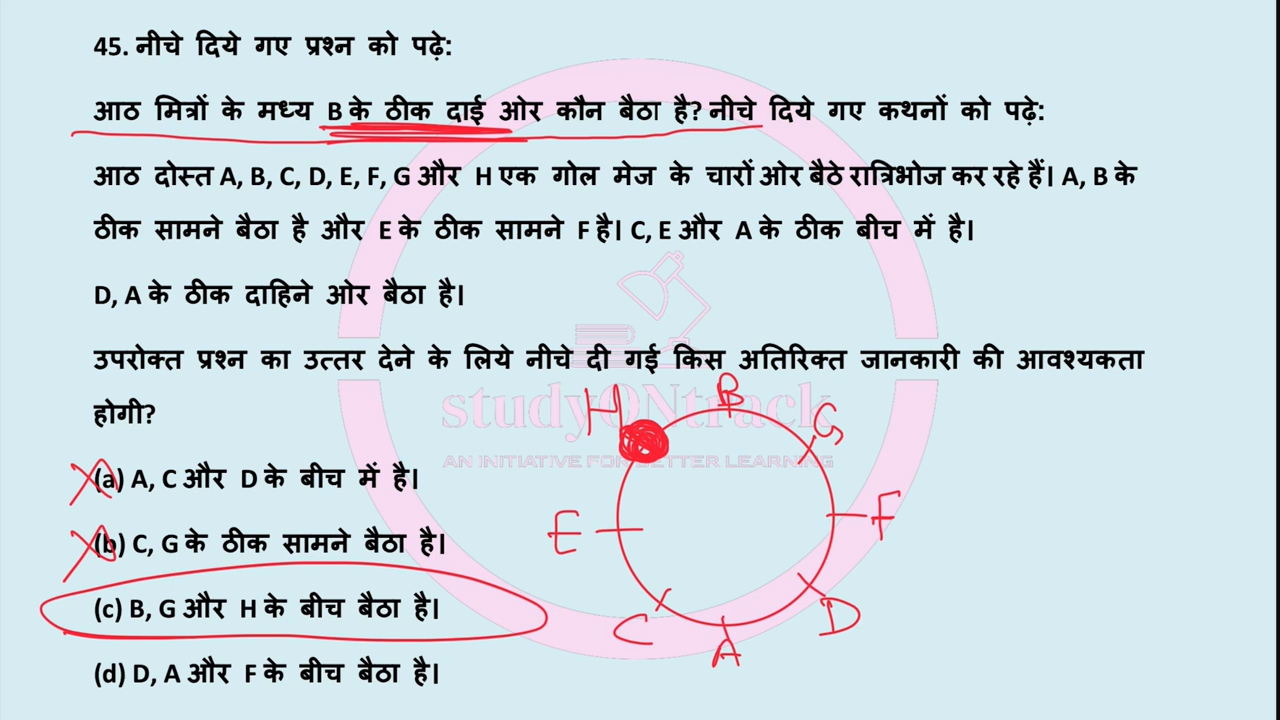 45. नीचे दिये गए प्रश्न को पढ़े:
आठ मित्रों के मध्य B के ठीक दाई ओर कौन बैठा है? नीचे दिये गए कथनों को पढ़े:
आठ दोस्त A, B, C, D, E, F, G और H एक गोल मेज के चारों ओर बैठे रात्रिभोज कर रहे हैं। A, B के
ठीक सामने बैठा है और E के ठीक सामने F है। C, E और A के ठीक बीच में है।
D, A के ठीक दाहिने ओर बैठा है।
उपरोक्त प्रश्न का उत्तर देने के लिये नीचे दी गई किस अतिरिक्त जानकारी की आवश्यकता
होगी?
studyONtrack
AN INITIATIVE FOR BETTER LEARNING
(a) A, C और D के बीच में है।
(b) C, G के ठीक सामने बैठा है।
(c) B, G और H के बीच बैठा है।
(d) D, A और F के बीच बैठा है।
H B G
E F
C A D